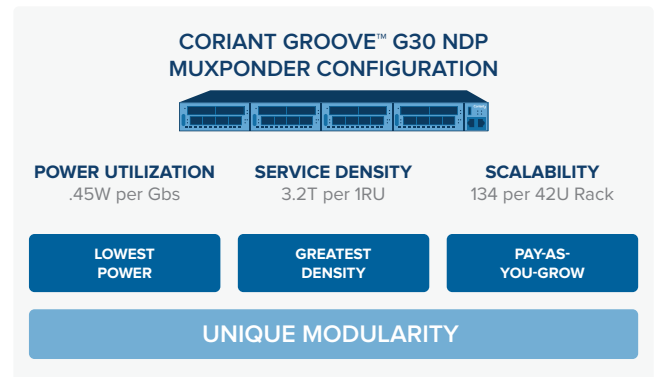 CORIANT GROOVE™ G30 NDP
MUXPONDER CONFIGURATION
POWER UTILIZATION
.45W per Gbs
SERVICE DENSITY
3.2T per 1RU
SCALABILITY
134 per 42U Rack
LOWEST
POWER
GREATEST
DENSITY
PAY-AS-
YOU-GROW
UNIQUE MODULARITY